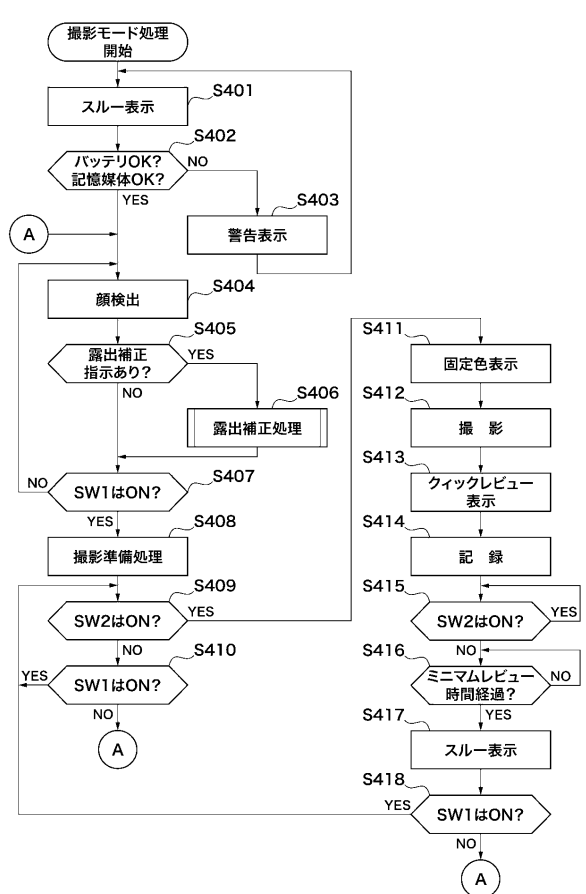 撮影モード処理
開始
S401
スルー表示
S402
バッテリOK?
記憶媒体OK?
NO
YES
S403
警告表示
A
S404
顔検出
S405
露出補正
指示あり?
YES
NO
S406
露出補正処理
S407
SW1はON?
NO
YES
S408
撮影準備処理
S409
SW2はON?
YES
NO
S410
SW1はON?
YES
NO
A
S411
固定色表示
S412
撮 影
S413
クィックレビュー
表示
S414
記 録
S415
SW2はON?
YES
NO
S416
ミニマムレビュー
時間経過?
NO
YES
S417
スルー表示
S418
SW1はON?
YES
NO
A